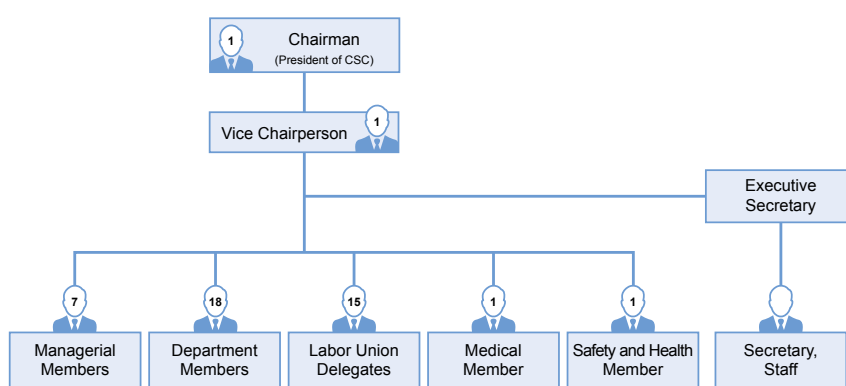 1
Chairman
(President of CSC)
Vice Chairperson
1
Executive
Secretary
7
18
15
1
1
Managerial
Members
Department
Members
Labor Union
Delegates
Medical
Member
Safety and Health
Member
Secretary,
Staff